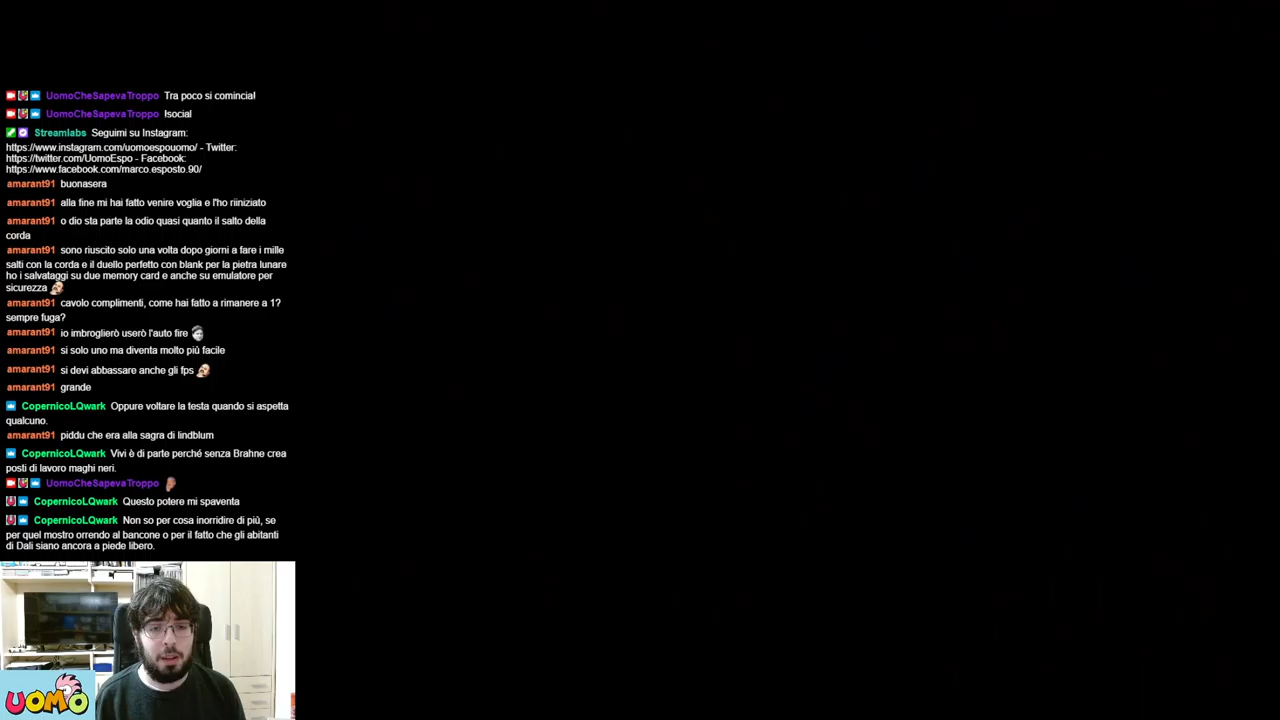 UomoCheSapevaTroppo Tra poco si comincia!
UomoCheSapevaTroppo !social
Streamlabs Seguimi su Instagram:
https://www.instagram.com/uomoespouomo/ - Twitter:
https://twitter.com/UomoEspo - Facebook:
https://www.facebook.com/marco.esposto.90/
amarant91 buonasera
amarant91 alla fine mi hai fatto venire voglia e l'ho riiniziato
amarant91 o dio sta parte la odio quasi quanto il salto della
corda
amarant91 sono riuscito solo una volta dopo giorni a fare i mille
salti con la corda e il duello perfetto con blank per la pietra lunare
ho i salvataggi su due memory card e anche su emulatore per
sicurezza
amarant91 cavolo complimenti, come hai fatto a rimanere a 1?
sempre fuga?
amarant91 io imbroglierò userò l'auto fire
amarant91 si solo uno ma diventa molto più facile
amarant91 si devi abbassare anche gli fps
amarant91 grande
CopernicoLQwark Oppure voltare la testa quando si aspetta
qualcuno.
amarant91 piddu che era alla sagra di lindblum
CopernicoLQwark Vivi è di parte perché senza Brahne crea
posti di lavoro maghi neri.
UomoCheSapevaTroppo
CopernicoLQwark Questo potere mi spaventa
CopernicoLQwark Non so per cosa inorridire di più, se
per quel mostro orrendo al bancone o per il fatto che gli abitanti
di Dali siano ancora a piede libero.
UOMO